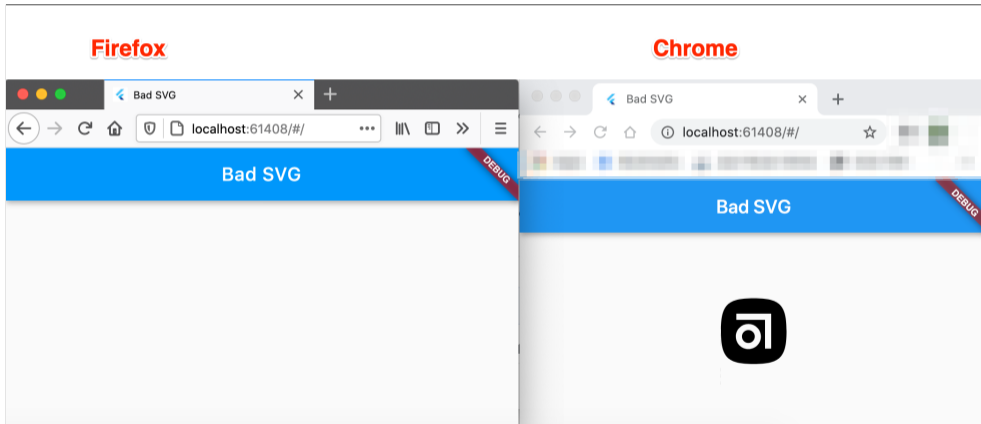 Firefox
Chrome
Bad SVG
localhost:61408/#/
Bad SVG
DEBUG
Bad SVG
localhost:61408/#/
Bad SVG
DEBUG